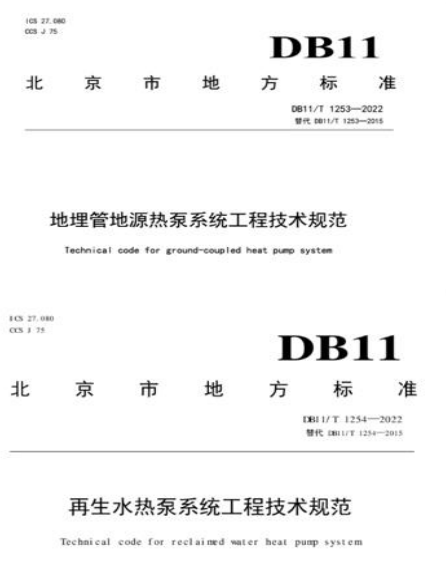 ICS 27.080
CCS J 75
DB11
北京市地方标准
DB11/T 1253—2022
替代 DB11/T 1253—2015
地埋管地源热泵系统工程技术规范
Technical code for ground-coupled heat pump system
ICS 27.080
CCS J 75
DB11
北京市地方标准
DB11/T 1254—2022
替代 DB11/T 1254—2015
再生水热泵系统工程技术规范
Technical code for reclaimed water heat pump system